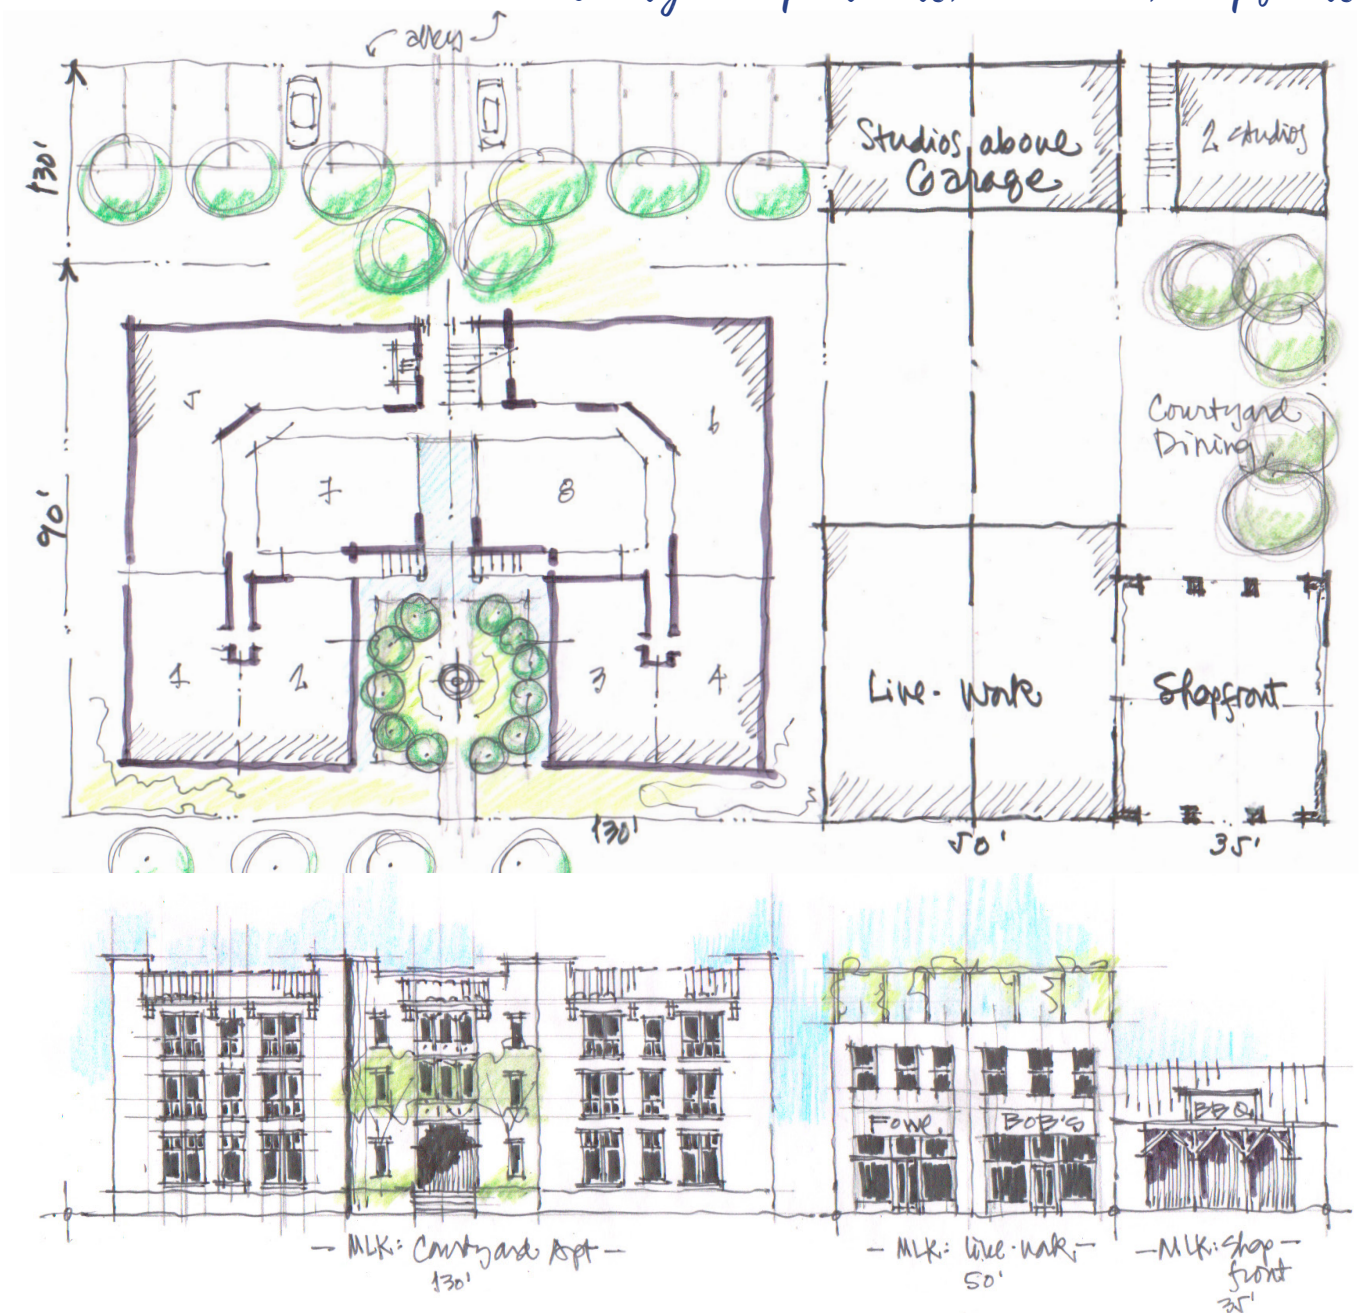 alley
130'
90'
Studios above
Garage
2 studios
5
6
7
8
Courtyard
Dining
1
2
3
4
Live-Work
Shopfront
130'
50'
35'
Fowl
BOB'S
BBQ
- MLK: Courtyard Apt -
130'
- MLK: live-work -
50'
- MLK: Shop-
front
35'